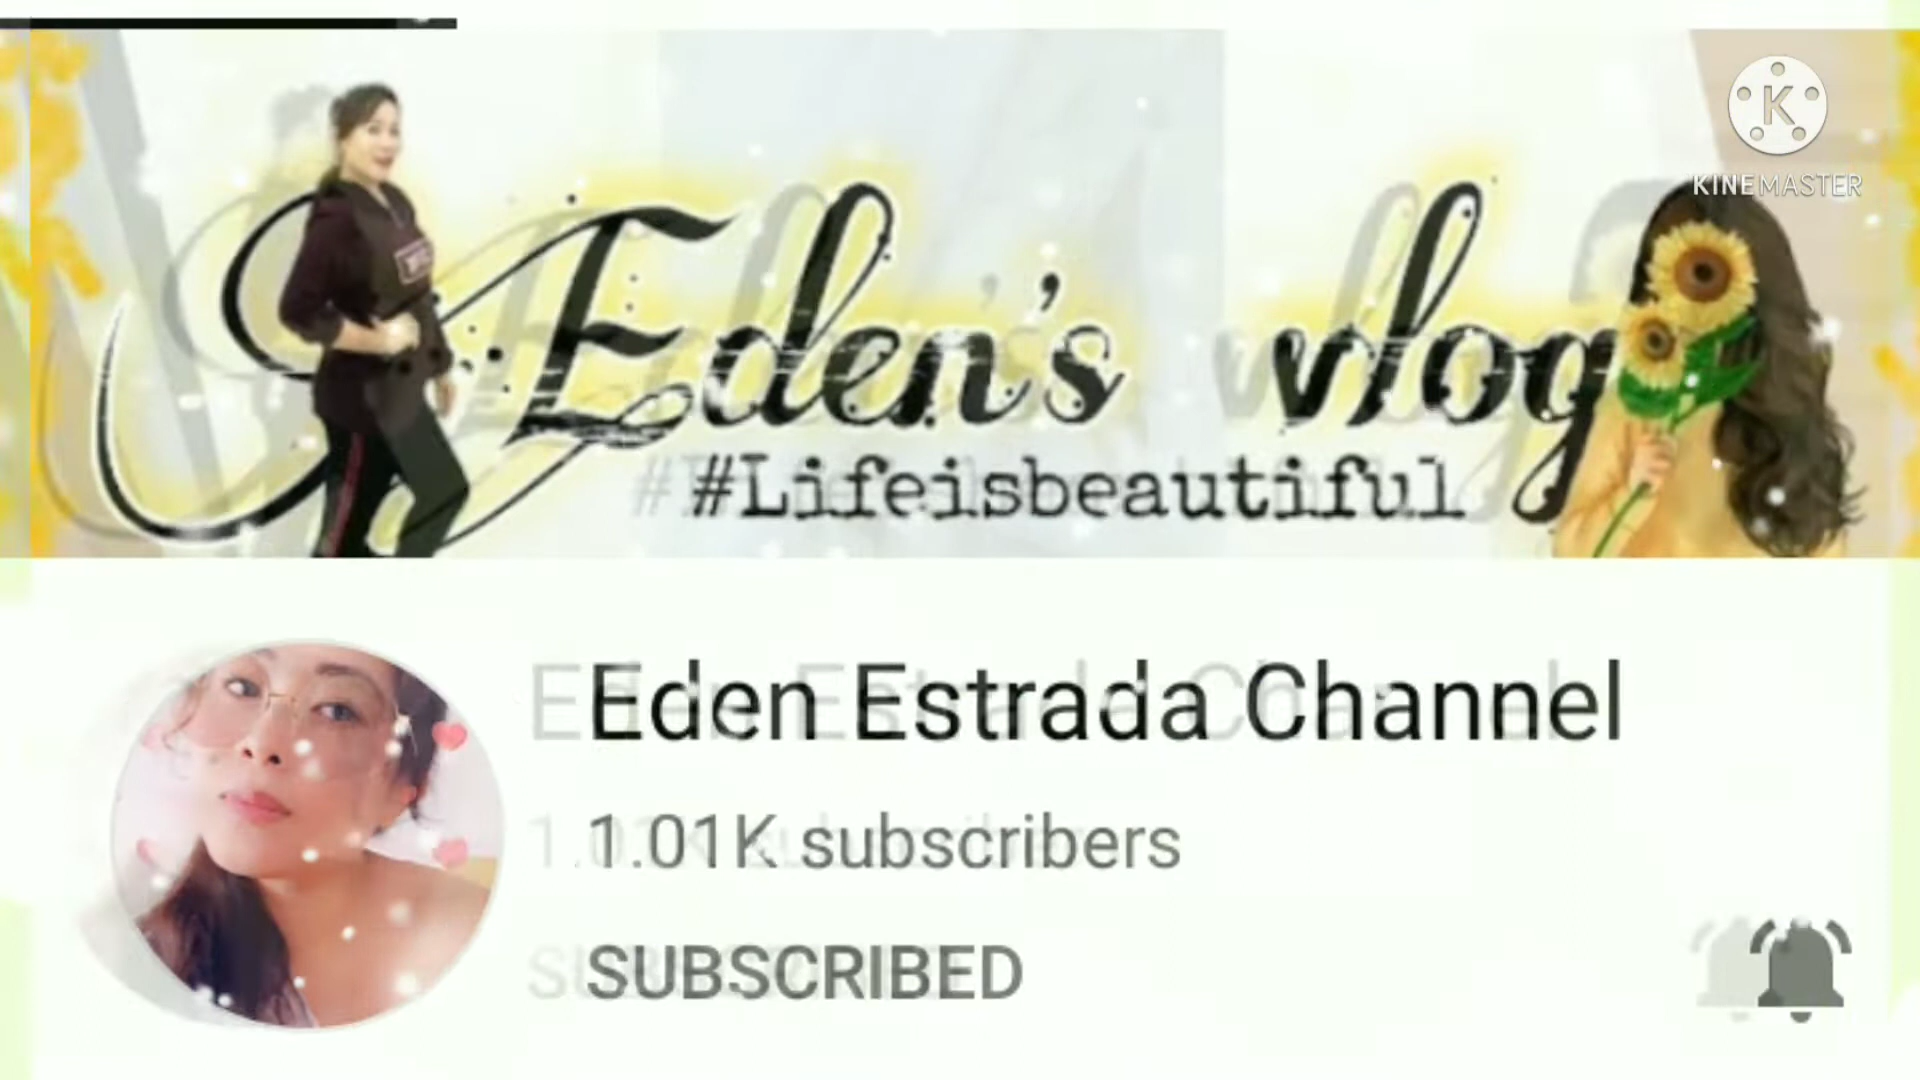 KINEMASTER
Eden's vlog
#Lifeisbeautiful
Eden Estrada Channel
1.01K subscribers
SUBSCRIBED